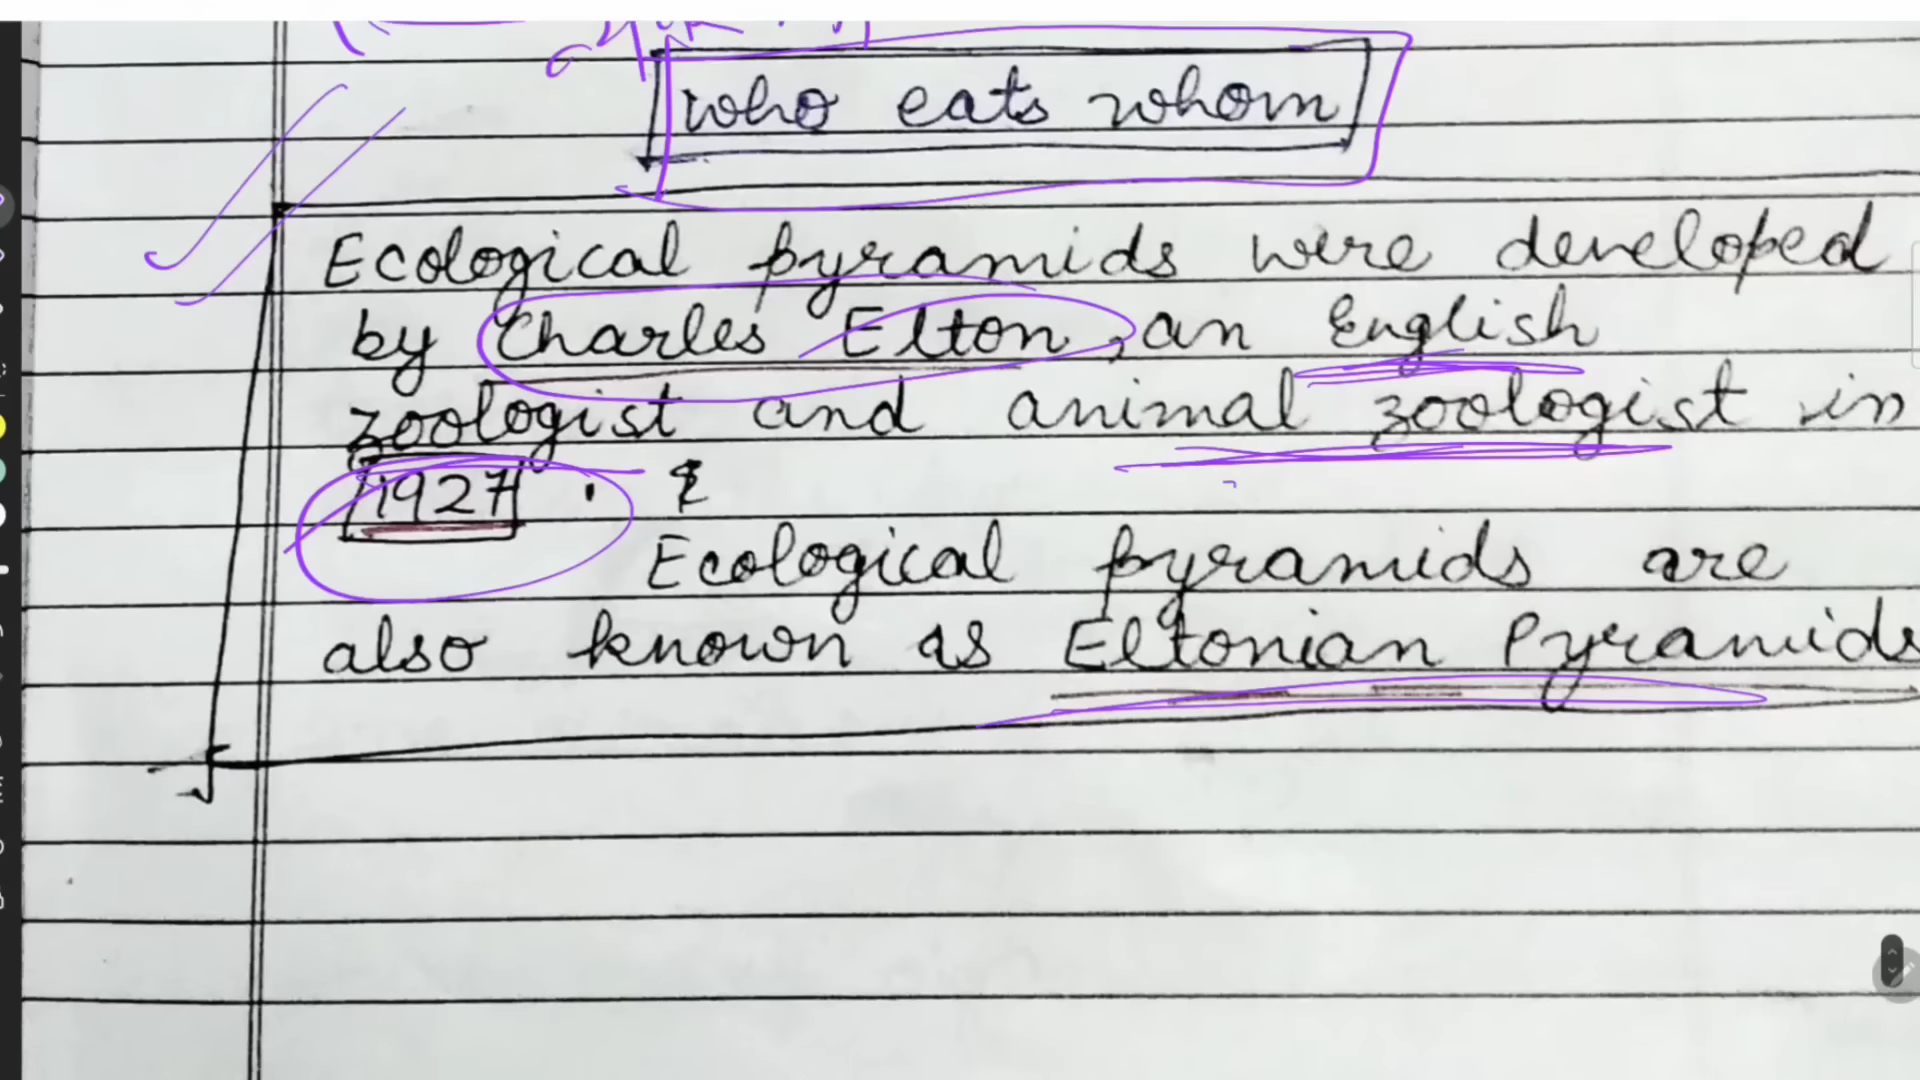 who eats whom
Ecological pyramids were developed
by Charles Elton, an English
zoologist and animal zoologist in
1927. &
Ecological pyramids are
also known as Eltonian Pyramids